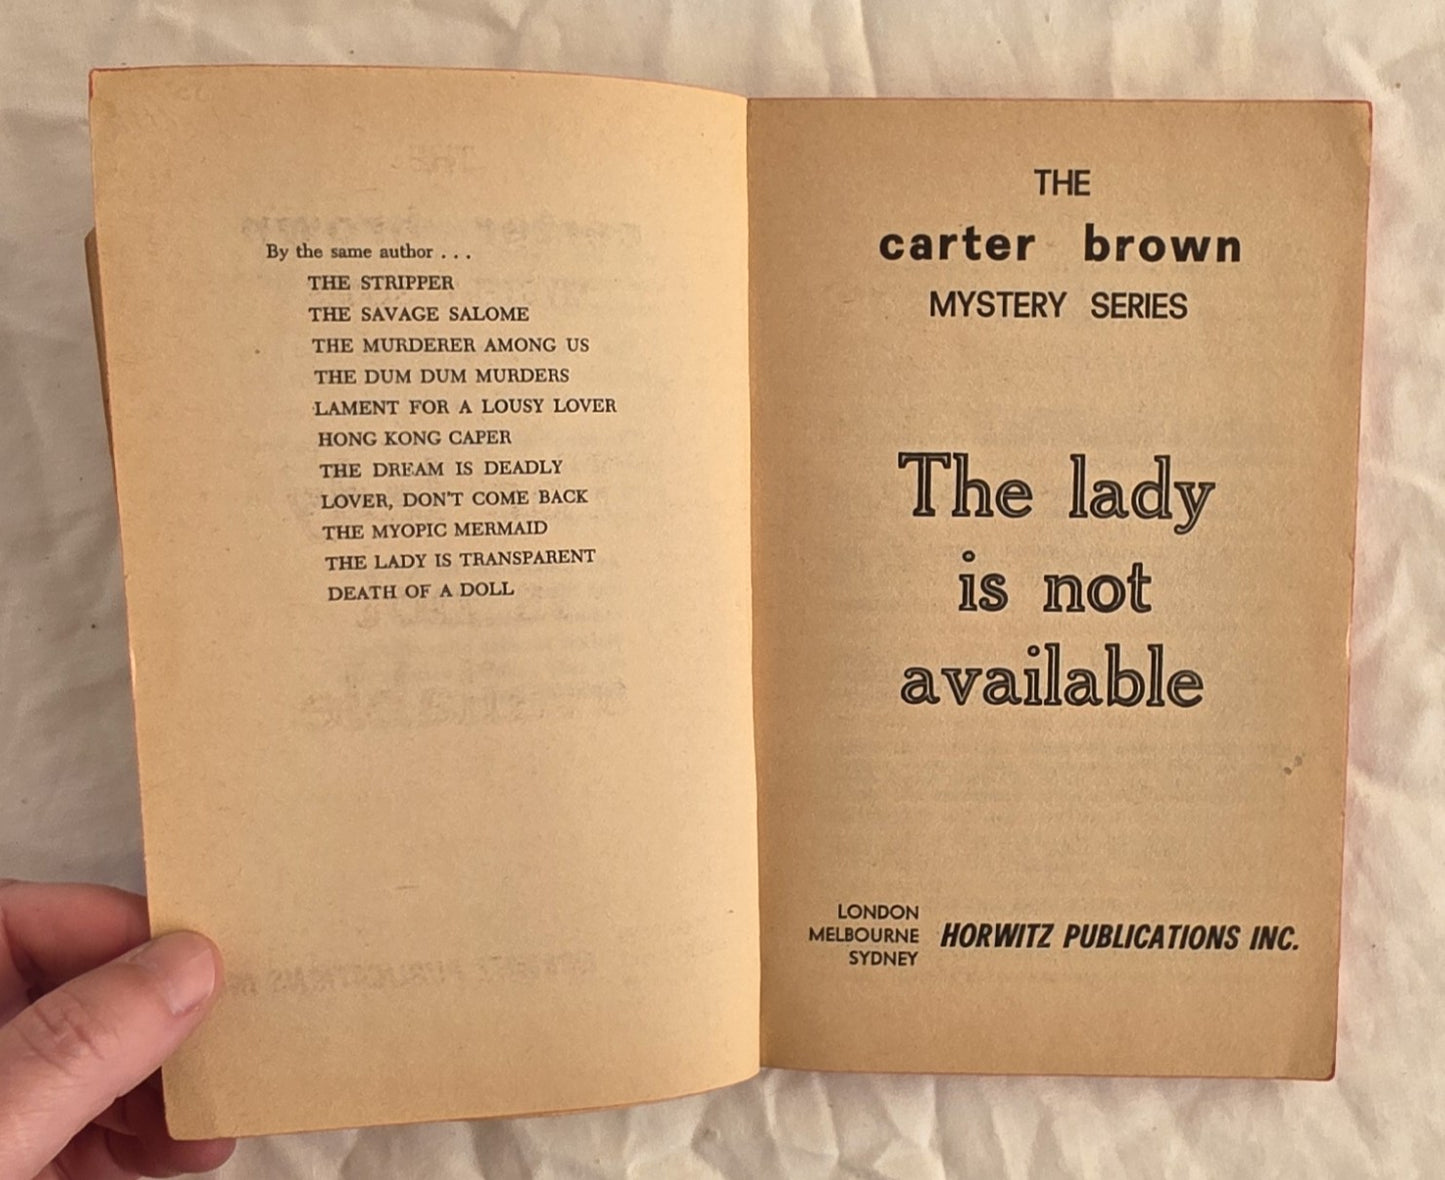 By the same author . . .
THE STRIPPER
THE SAVAGE SALOME
THE MURDERER AMONG US
THE DUM DUM MURDERS
LAMENT FOR A LOUSY LOVER
HONG KONG CAPER
THE DREAM IS DEADLY
LOVER, DON'T COME BACK
THE MYOPIC MERMAID
THE LADY IS TRANSPARENT
DEATH OF A DOLL
THE
carter brown
MYSTERY SERIES
The lady
is not
available
LONDON
MELBOURNE
SYDNEY
HORWITZ PUBLICATIONS INC.